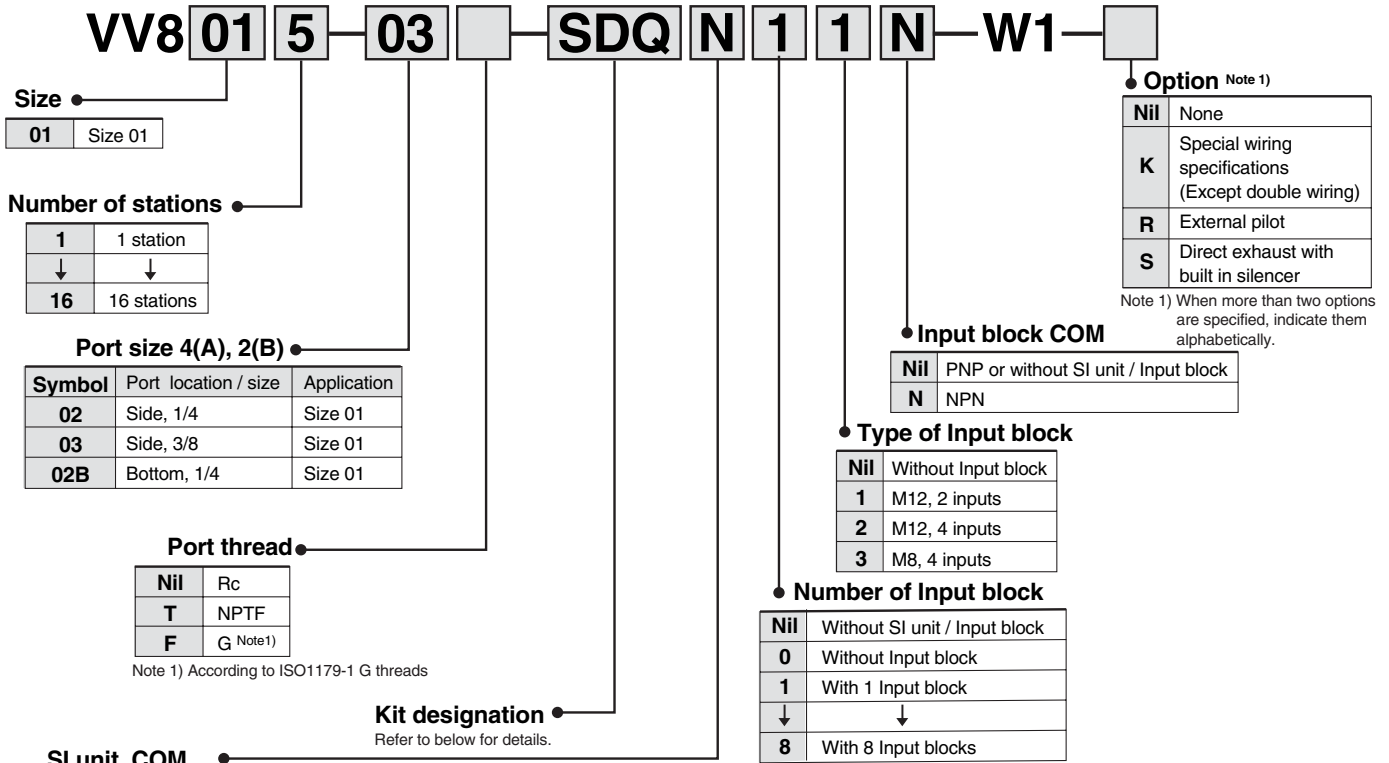 VV8 01 5 — 03 — SDQ N 1 1 N — W1 —
Size
01 Size 01
Number of stations
1 1 station
↓ ↓
16 16 stations
Port size 4(A), 2(B)
Symbol Port location / size Application
02 Side, 1/4 Size 01
03 Side, 3/8 Size 01
02B Bottom, 1/4 Size 01
Port thread
Nil Rc
T NPTF
F G Note1)
Note 1) According to ISO1179-1 G threads
Kit designation
Refer to below for details.
SI unit COM
Option Note 1)
Nil None
K Special wiring
specifications
(Except double wiring)
R External pilot
S Direct exhaust with
built in silencer
Note 1) When more than two options
are specified, indicate them
alphabetically.
Input block COM
Nil PNP or without SI unit / Input block
N NPN
Type of Input block
Nil Without Input block
1 M12, 2 inputs
2 M12, 4 inputs
3 M8, 4 inputs
Number of Input block
Nil Without SI unit / Input block
0 Without Input block
1 With 1 Input block
↓ ↓
8 With 8 Input blocks